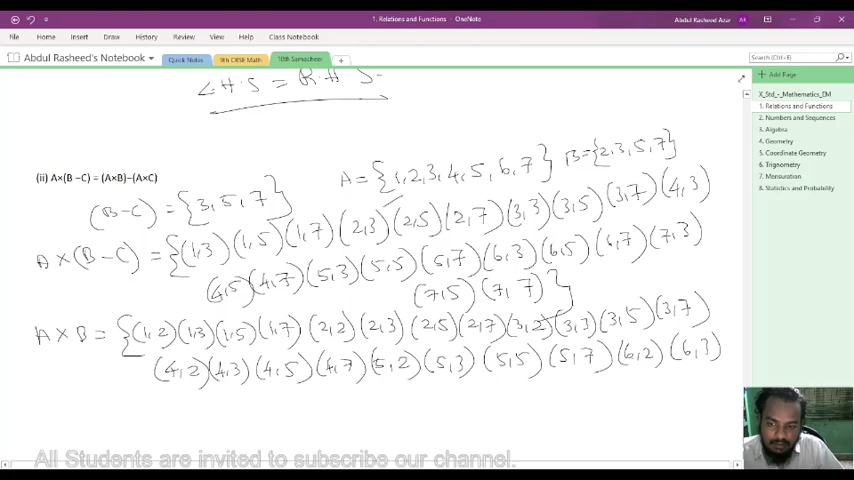 1. Relations and Functions - OneNote
Abdul Rasheed Azar
AR
File Home Insert Draw History Review View Help Class Notebook
Abdul Rasheed's Notebook
Quick Notes
9th CBSE Math
10th Samacheer
Search (Ctrl+E)
Add Page
X_Std_-_Mathematics_EM
1. Relations and Functions
2. Numbers and Sequences
3. Algebra
4. Geometry
5. Coordinate Geometry
6. Trigonometry
7. Mensuration
8. Statistics and Probability
L.H.S = R.H.S
(ii) A×(B −C) = (A×B)−(A×C)
A = {1,2,3,4,5,6,7} B={2,3,5,7}
(B−C) = {3,5,7}
A×(B−C) = {(1,3) (1,5) (1,7) (2,3) (2,5) (2,7) (3,3) (3,5) (3,7) (4,3)
(4,5) (4,7) (5,3) (5,5) (5,7) (6,3) (6,5) (6,7) (7,3)
(7,5) (7,7)}
A×B = {(1,2) (1,3) (1,5) (1,7) (2,2) (2,3) (2,5) (2,7) (3,2) (3,3) (3,5) (3,7)
(4,2) (4,3) (4,5) (4,7) (5,2) (5,3) (5,5) (5,7) (6,2) (6,3)
All Students are invited to subscribe our channel.